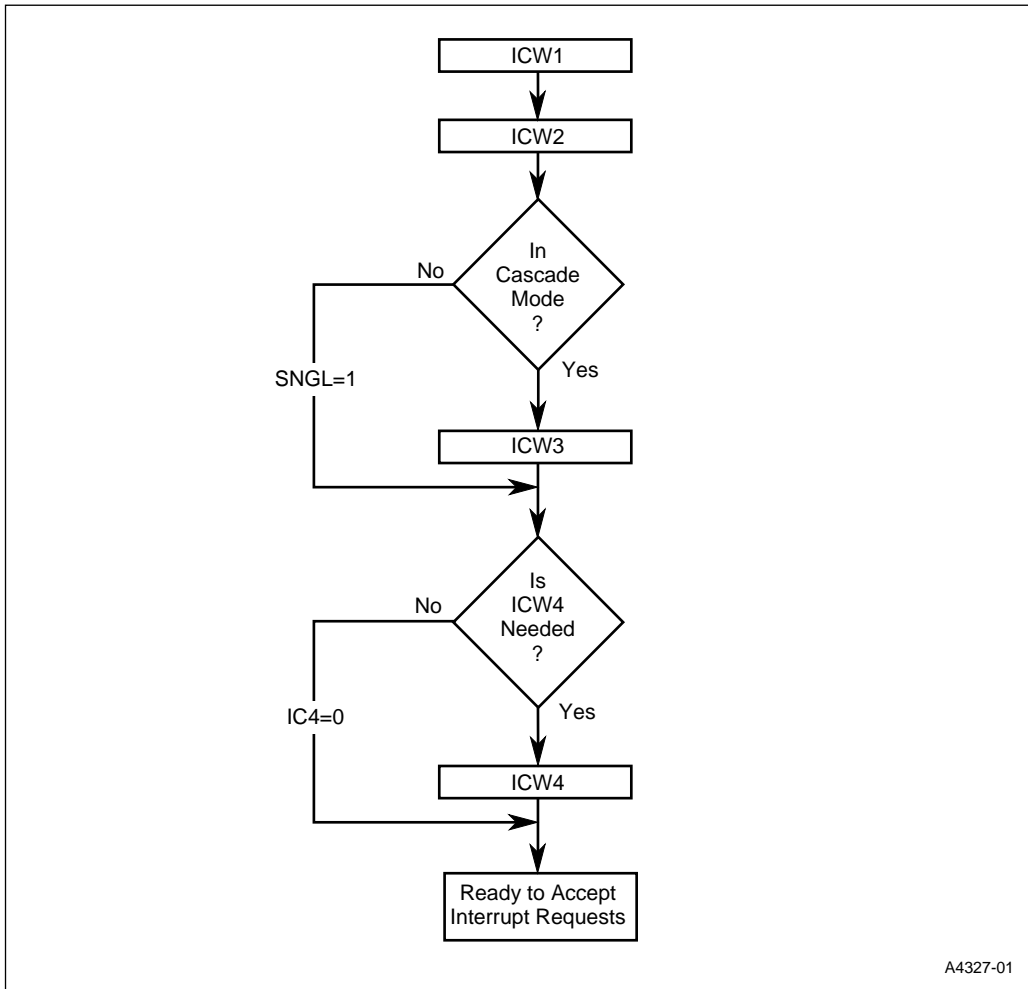 ICW1
ICW2
In
Cascade
Mode
?
No
Yes
SNGL=1
ICW3
Is
ICW4
Needed
?
No
Yes
IC4=0
ICW4
Ready to Accept
Interrupt Requests
A4327-01